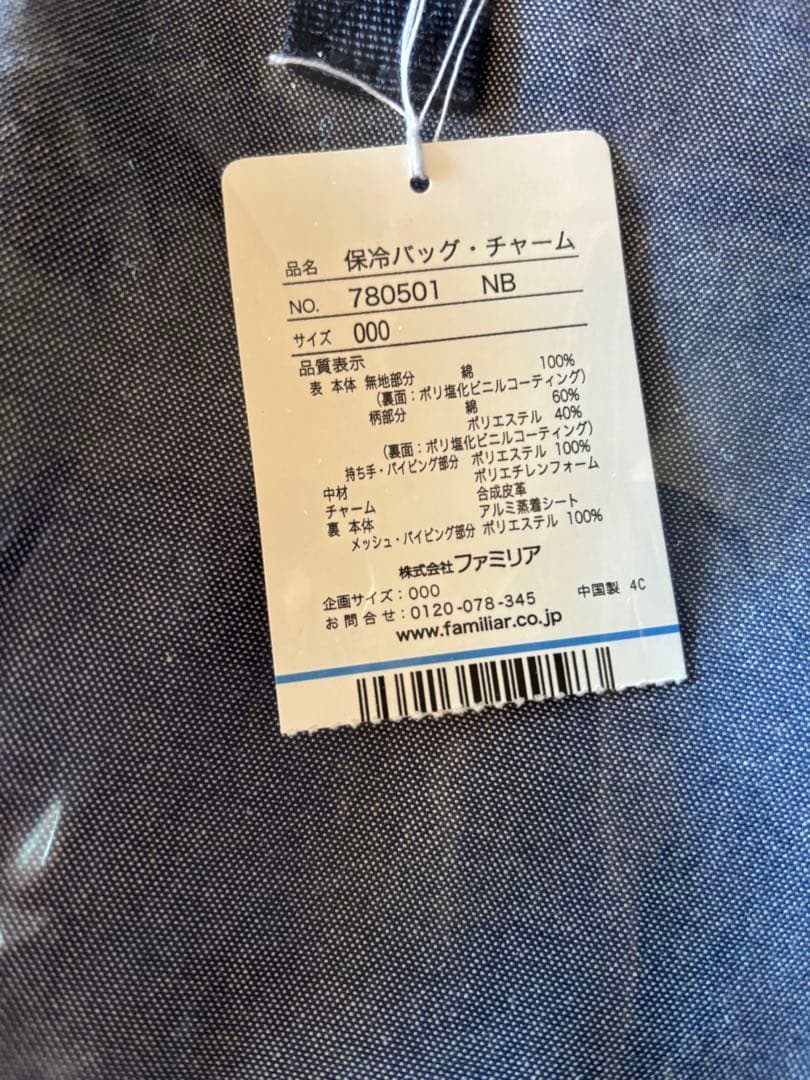 品名 保冷バッグ・チャーム
NO. 780501 NB
サイズ 000
品質表示
表 本体 無地部分 綿 100%
(裏面：ポリ塩化ビニルコーティング)
柄部分 綿 60%
ポリエステル 40%
(裏面：ポリ塩化ビニルコーティング)
持ち手・パイピング部分 ポリエステル 100%
中材 ポリエチレンフォーム
チャーム 合成皮革
裏 本体 アルミ蒸着シート
メッシュ・パイピング部分 ポリエステル 100%
株式会社ファミリア
企画サイズ：000 中国製 4C
お問合せ：0120-078-345
www.familiar.co.jp